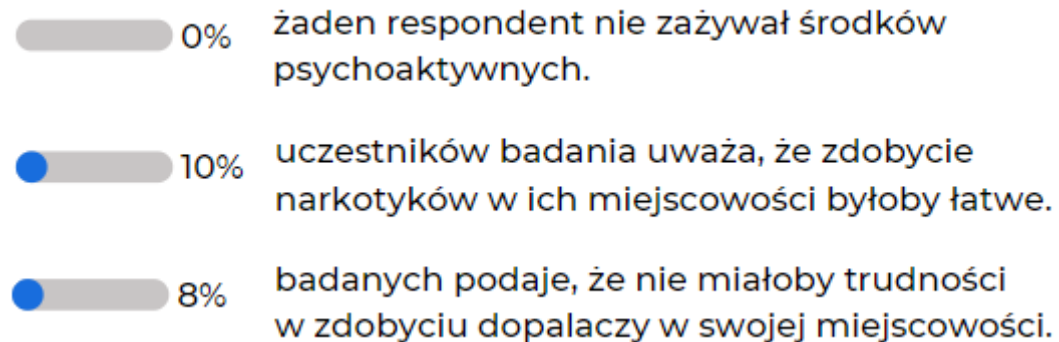 0% żaden respondent nie zażywał środków
psychoaktywnych.
10% uczestników badania uważa, że zdobycie
narkotyków w ich miejscowości byłoby łatwe.
8% badanych podaje, że nie miałoby trudności
w zdobyciu dopalaczy w swojej miejscowości.